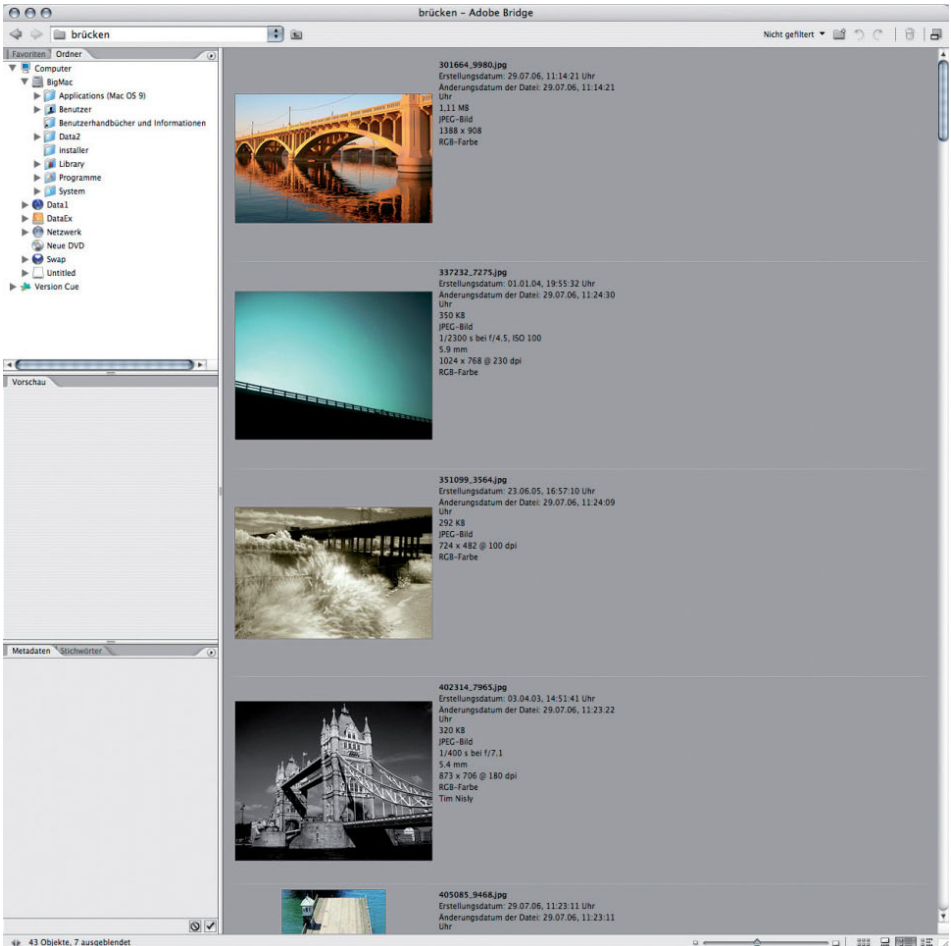 brücken – Adobe Bridge
brücken
Nicht gefiltert
Favoriten Ordner
Computer
BigMac
Applications (Mac OS 9)
Benutzer
Benutzerhandbücher und Informationen
Data2
installer
Library
Programme
System
Data1
DataEx
Netzwerk
Neue DVD
Swap
Untitled
Version Cue
Vorschau
Metadaten Stichwörter
301664_9980.jpg
Erstellungsdatum: 29.07.06, 11:14:21 Uhr
Änderungsdatum der Datei: 29.07.06, 11:14:21
Uhr
1,11 MB
JPEG-Bild
1388 x 908
RGB-Farbe
337232_7275.jpg
Erstellungsdatum: 01.01.04, 19:55:32 Uhr
Änderungsdatum der Datei: 29.07.06, 11:24:30
Uhr
350 KB
JPEG-Bild
1/2300 s bei f/4.5, ISO 100
5.9 mm
1024 x 768 @ 230 dpi
RGB-Farbe
351099_3564.jpg
Erstellungsdatum: 23.06.05, 16:57:10 Uhr
Änderungsdatum der Datei: 29.07.06, 11:24:09
Uhr
292 KB
JPEG-Bild
724 x 482 @ 100 dpi
RGB-Farbe
402314_7965.jpg
Erstellungsdatum: 03.04.03, 14:51:41 Uhr
Änderungsdatum der Datei: 29.07.06, 11:23:22
Uhr
320 KB
JPEG-Bild
1/400 s bei f/7.1
5.4 mm
873 x 706 @ 180 dpi
RGB-Farbe
Tim Nisly
405085_9468.jpg
Erstellungsdatum: 29.07.06, 11:23:11 Uhr
Änderungsdatum der Datei: 29.07.06, 11:23:11
Uhr
43 Objekte, 7 ausgeblendet